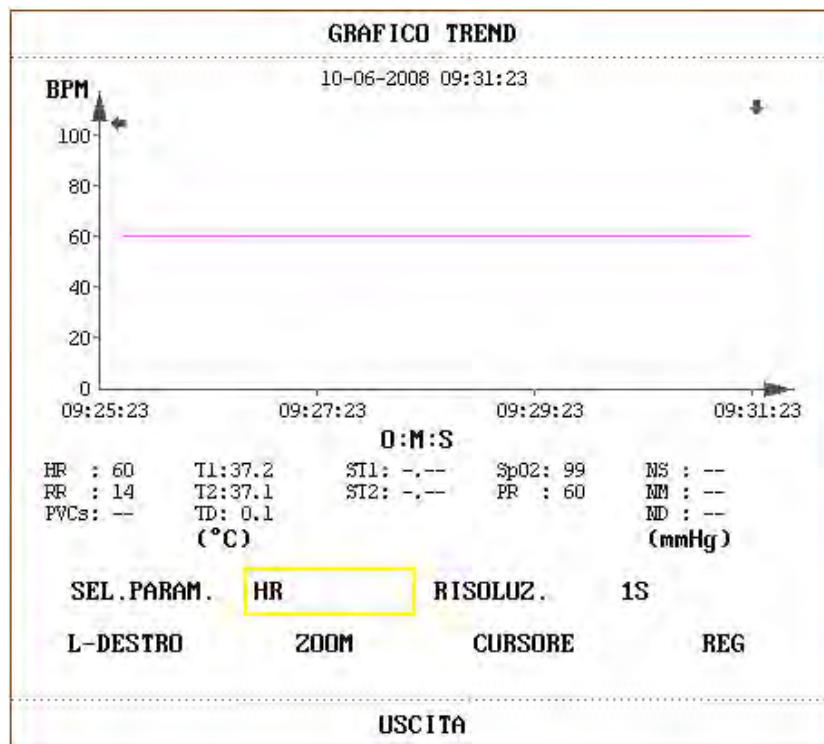 GRAFICO TREND
10-06-2008 09:31:23
BPM
100
80
60
40
20
0
09:25:23 09:27:23 09:29:23 09:31:23
O:M:S
HR : 60 T1:37.2 ST1: -.-- SpO2: 99 NS : --
RR : 14 T2:37.1 ST2: -.-- PR : 60 NM : --
PVCs: -- TD: 0.1 ND : --
(°C) (mmHg)
SEL.PARAM. HR RISOLUZ. 1S
L-DESTRO ZOOM CURSORE REG
USCITA